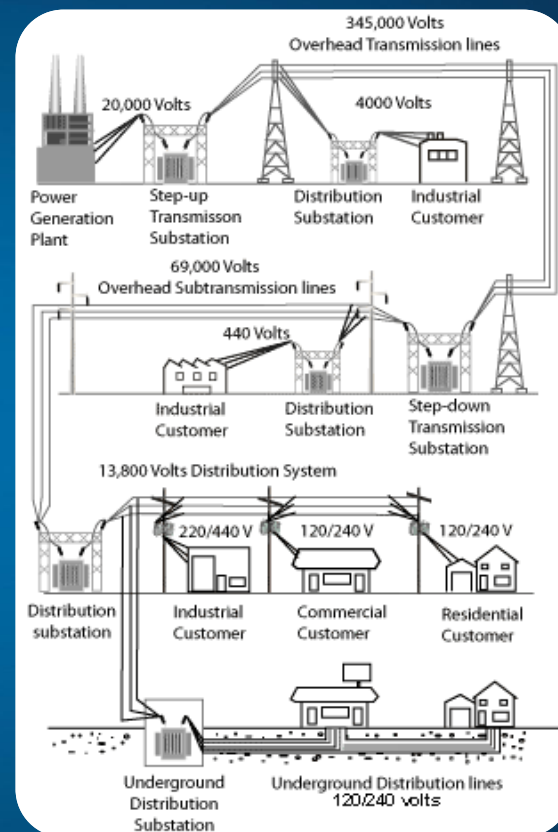 345,000 Volts
Overhead Transmission lines
20,000 Volts
4000 Volts
Power
Generation
Plant
Step-up
Transmisson
Substation
Distribution
Substation
Industrial
Customer
69,000 Volts
Overhead Subtransmission lines
440 Volts
Industrial
Customer
Distribution
Substation
Step-down
Transmission
Substation
13,800 Volts Distribution System
220/440 V
120/240 V
120/240 V
Distribution
substation
Industrial
Customer
Commercial
Customer
Residential
Customer
Underground
Distribution
Substation
Underground Distribution lines
120/240 volts